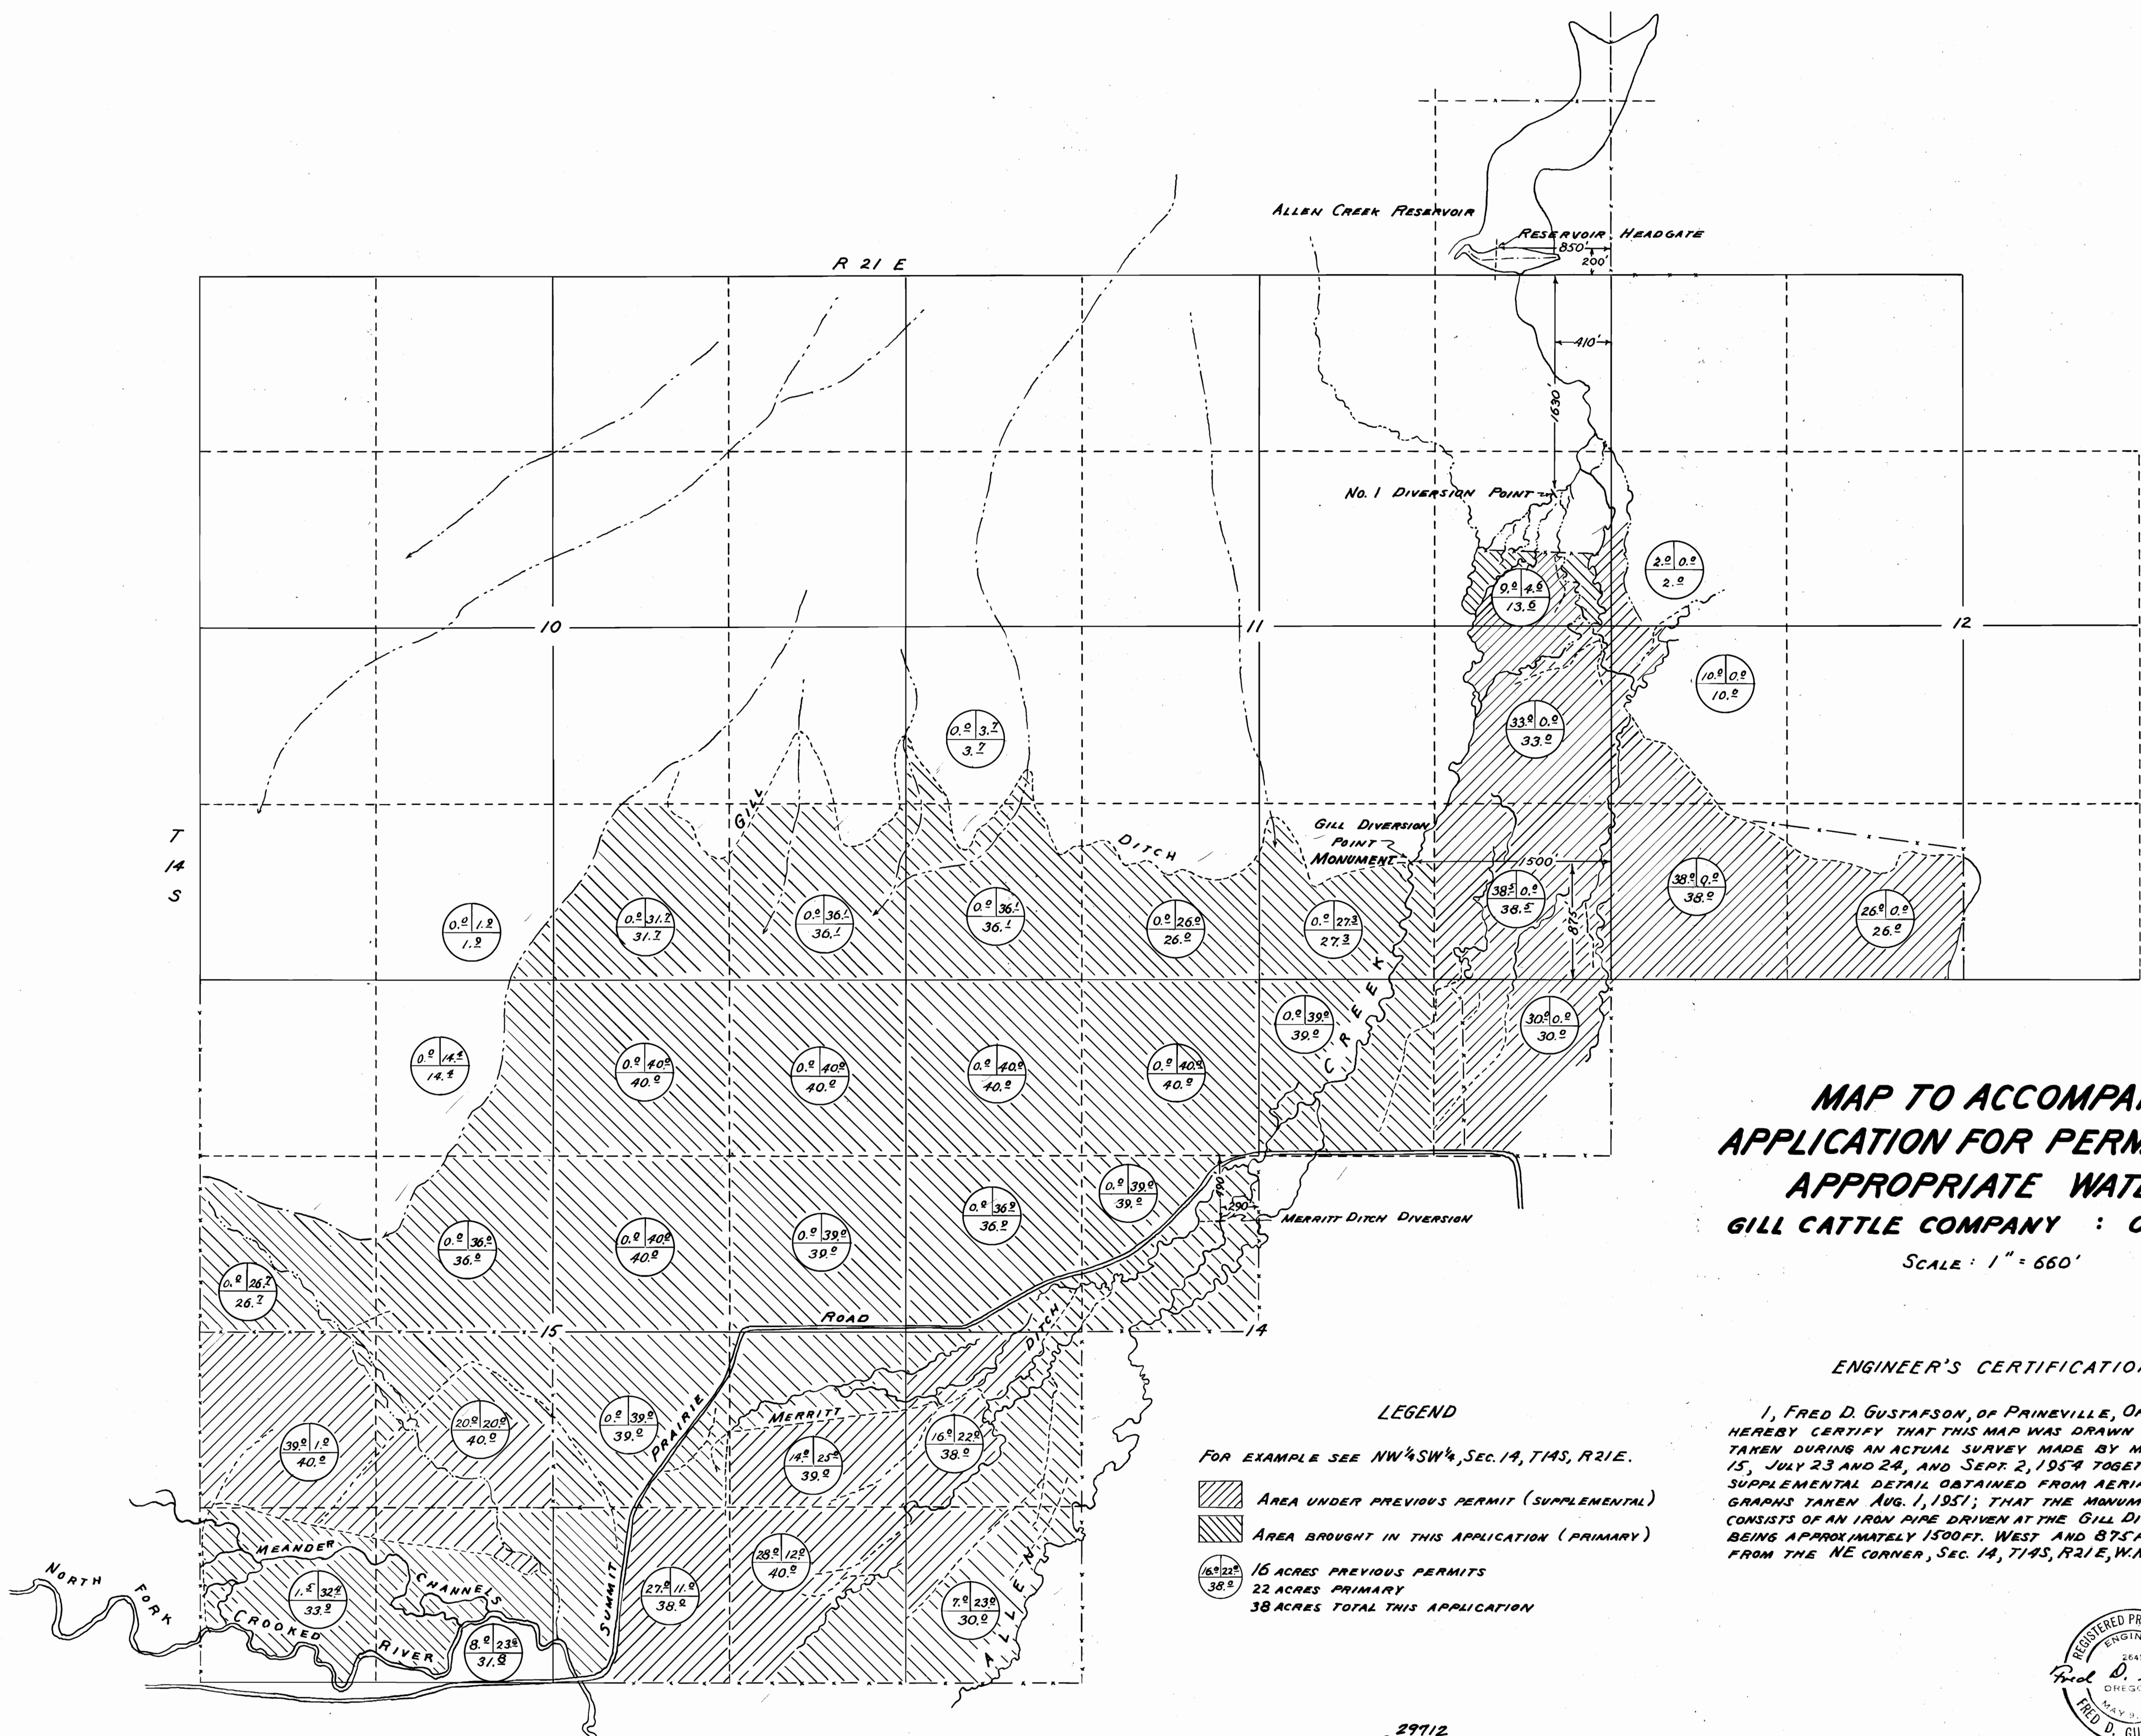 ALLEN CREEK RESERVOIR
RESERVOIR HEADGATE
850'
200'
R 21 E
410'
1630'
No. 1 DIVERSION POINT
2.0 0.0
2.0
9.0 4.6
13.6
10
11
12
10.0 0.0
10.0
0.0 3.7
3.7
33.0 0.0
33.0
GILL
DITCH
GILL DIVERSION
POINT
MONUMENT
1500'
T
14
S
0.0 31.7
31.7
0.0 36.1
36.1
0.0 36.1
36.1
0.0 26.0
26.0
0.0 27.3
27.3
38.5 0.0
38.5
875'
38.0 0.0
38.0
26.0 0.0
26.0
CREEK
0.0 14.4
14.4
0.0 40.0
40.0
0.0 40.0
40.0
0.0 40.0
40.0
0.0 40.0
40.0
0.0 39.0
39.0
30.0 0.0
30.0
MAP TO ACCOMPA
APPLICATION FOR PERM
APPROPRIATE WATE
GILL CATTLE COMPANY : O
SCALE : 1" = 660'
0.0 26.7
26.7
0.0 36.0
36.0
0.0 40.0
40.0
0.0 39.0
39.0
0.0 36.0
36.0
0.0 39.0
39.0
290'
MERRITT DITCH DIVERSION
15
ROAD
DITCH
14
39.0 1.0
40.0
20.0 20.0
40.0
0.0 39.0
39.0
PRAIRIE
MERRITT
14.0 25.0
39.0
16.0 22.0
38.0
LEGEND
FOR EXAMPLE SEE NW¼SW¼, SEC. 14, T14S, R21E.
AREA UNDER PREVIOUS PERMIT (SUPPLEMENTAL)
AREA BROUGHT IN THIS APPLICATION (PRIMARY)
16.0 22.0
38.0
16 ACRES PREVIOUS PERMITS
22 ACRES PRIMARY
38 ACRES TOTAL THIS APPLICATION
ENGINEER'S CERTIFICATIO
I, FRED D. GUSTAFSON, OF PRINEVILLE, OR
HEREBY CERTIFY THAT THIS MAP WAS DRAWN
TAKEN DURING AN ACTUAL SURVEY MADE BY M
15, JULY 23 AND 24, AND SEPT. 2, 1954 TOGET
SUPPLEMENTAL DETAIL OBTAINED FROM AERIA
GRAPHS TAKEN AUG. 1, 1951; THAT THE MONUM
CONSISTS OF AN IRON PIPE DRIVEN AT THE GILL DI
BEING APPROXIMATELY 1500 FT. WEST AND 875 F
FROM THE NE CORNER, SEC. 14, T14S, R21E, W.M
MEANDER
CHANNELS
NORTH
FORK
CROOKED
RIVER
33.0
SUMMIT
27.0 11.0
38.0
28.0 12.0
40.0
7.0 23.0
30.0
ALLEN
REGISTERED PR
ENGIN
264
Fred D.
OREGO
MAY 9,
FRED D. GU
29712